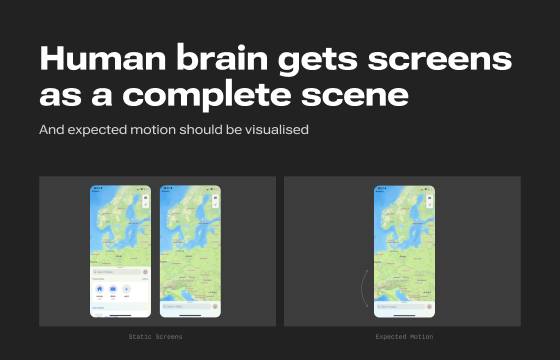 Human brain gets screens
as a complete scene
And expected motion should be visualised
Static Screens
Expected Motion